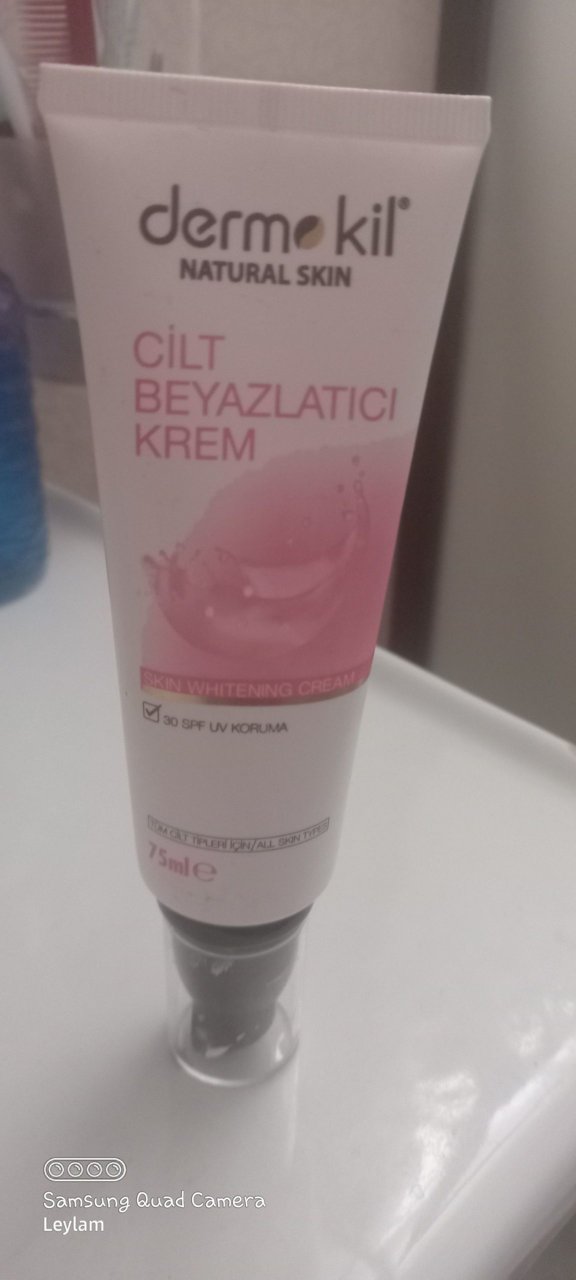 dermokil®
NATURAL SKIN
CİLT
BEYAZLATICI
KREM
SKIN WHITENING CREAM
30 SPF UV KORUMA
TÜM CİLT TİPLERİ İÇİN/ALL SKIN TYPES
75ml℮
Samsung Quad Camera
Leylam